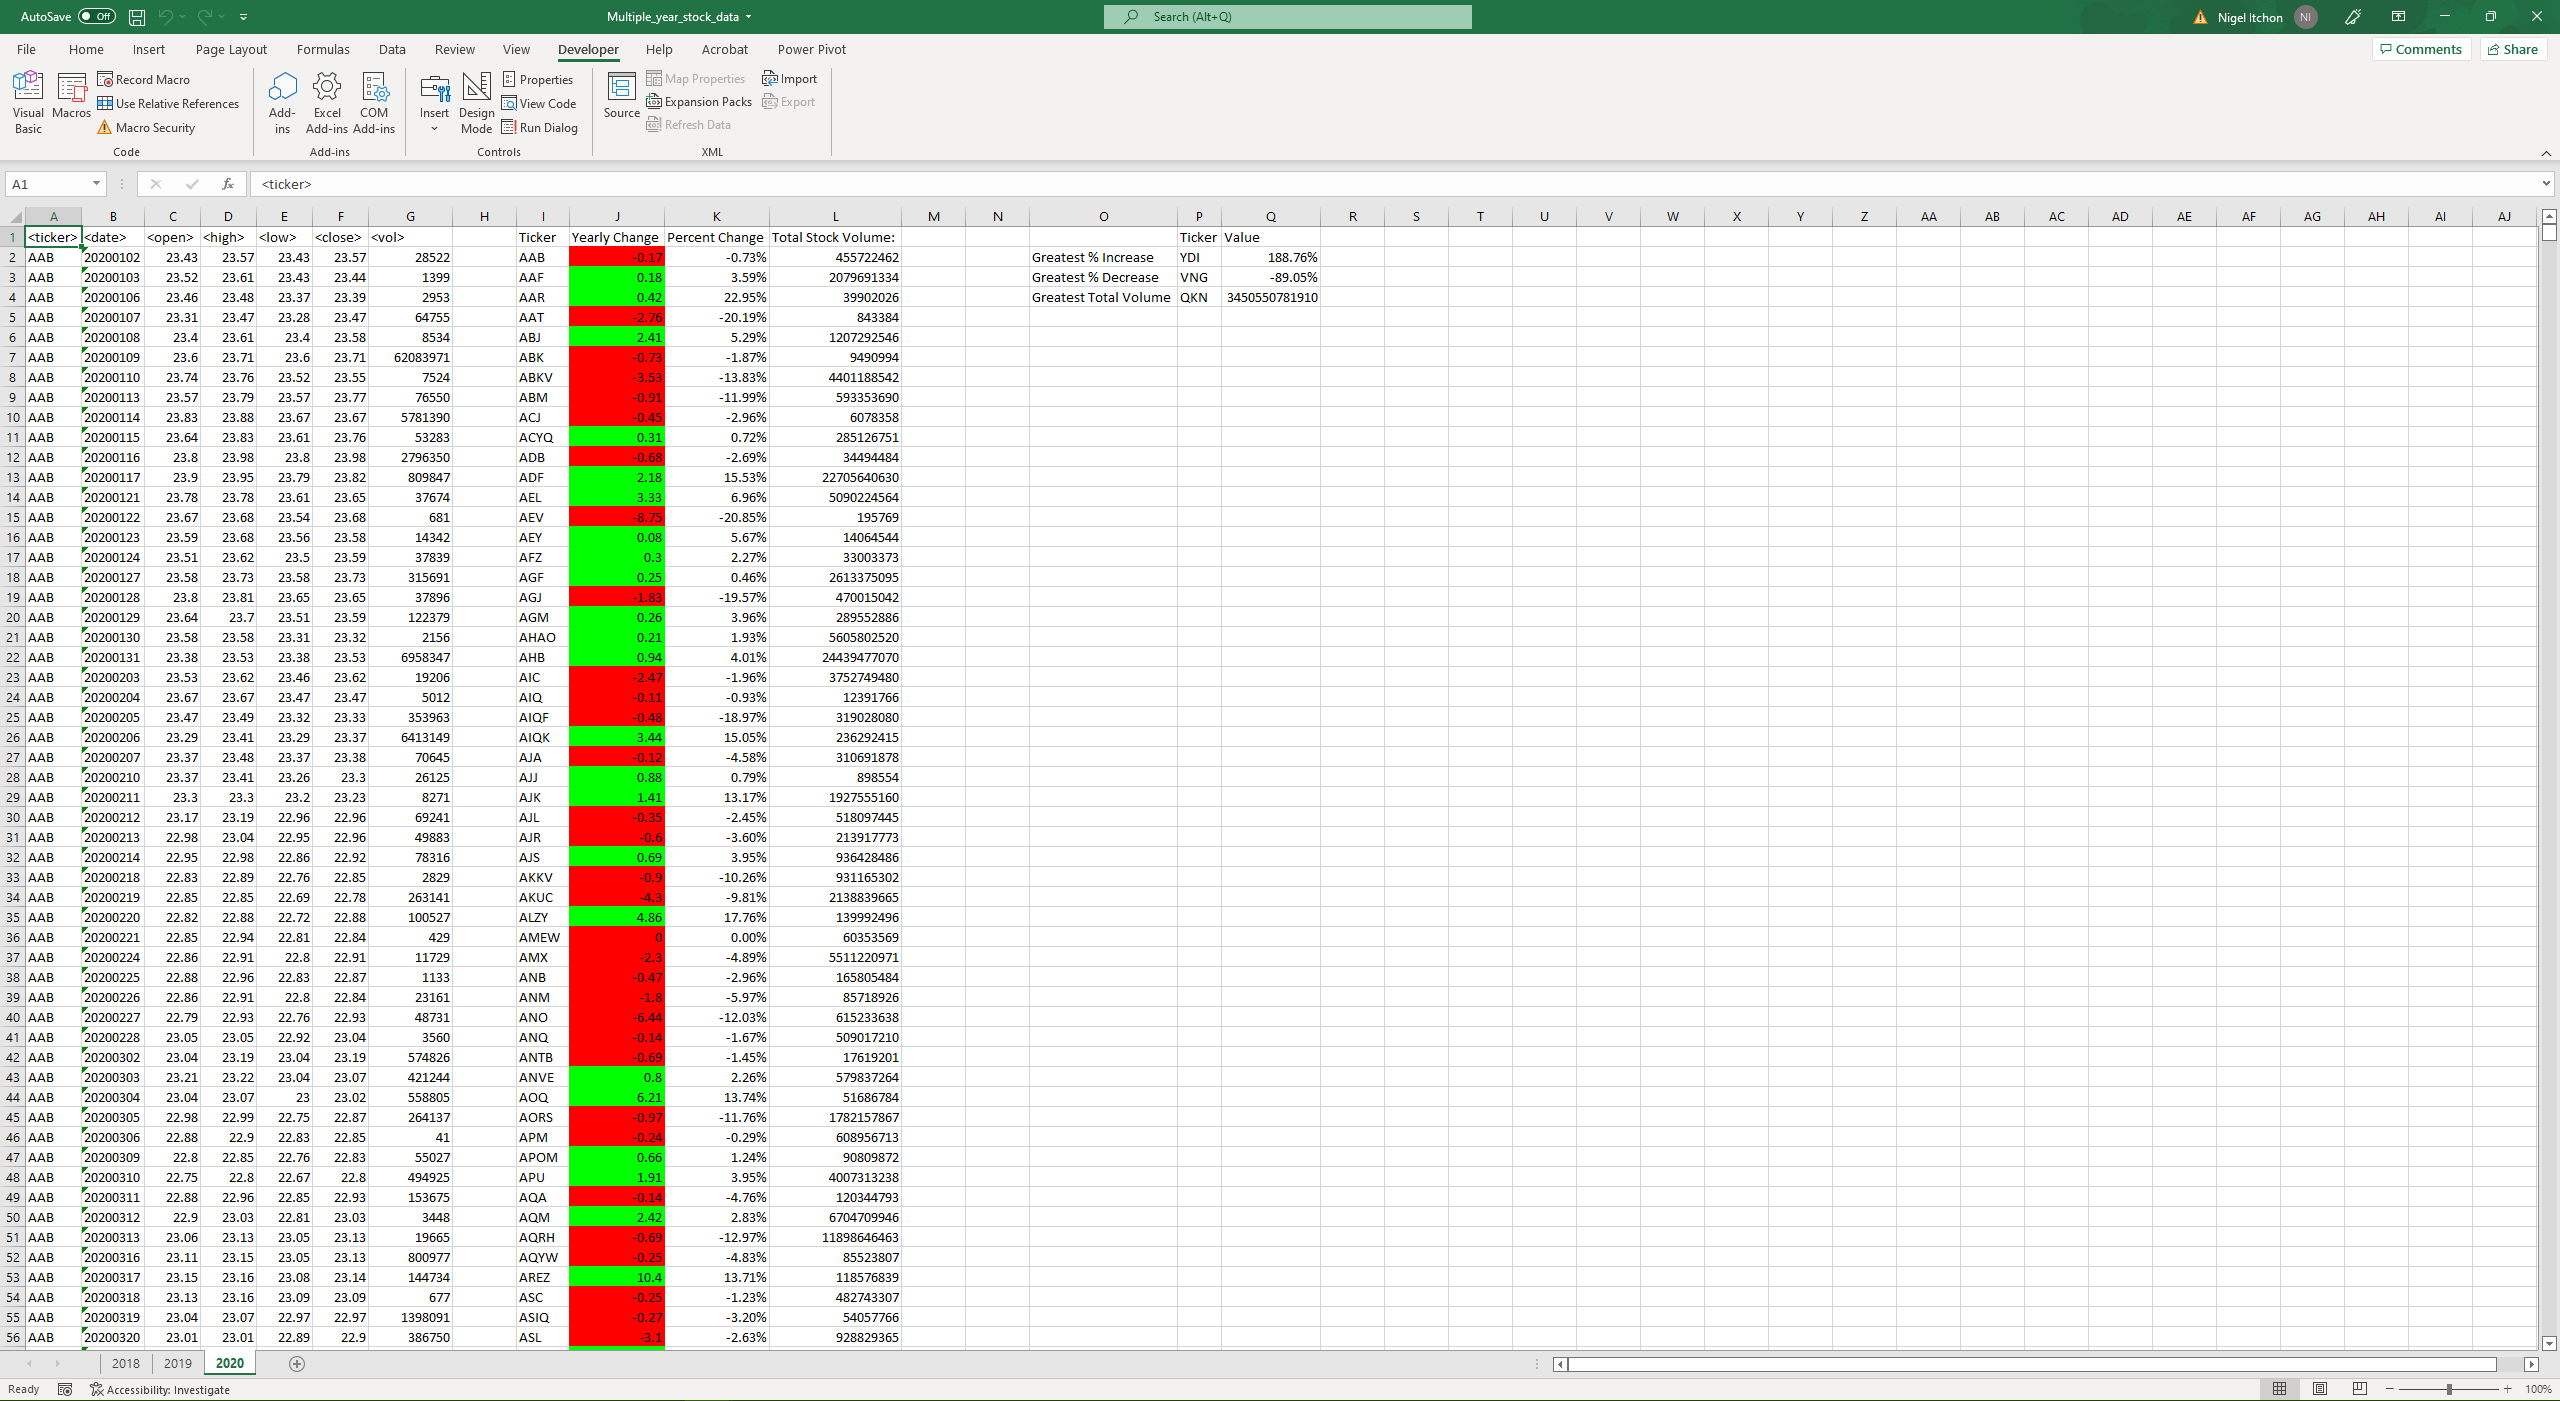 AutoSave Off Multiple_year_stock_data Search (Alt+Q) Nigel Itchon NI
File Home Insert Page Layout Formulas Data Review View Developer Help Acrobat Power Pivot Comments Share
Visual Basic Macros Record Macro Use Relative References Macro Security Code
Add-ins Excel Add-ins COM Add-ins Add-ins
Insert Design Mode Properties View Code Run Dialog Controls
Source Map Properties Expansion Packs Refresh Data Import Export XML
A1 fx <ticker>
A B C D E F G H I J K L M N O P Q R S T U V W X Y Z AA AB AC AD AE AF AG AH AI AJ
1 <ticker> <date> <open> <high> <low> <close> <vol> Ticker Yearly Change Percent Change Total Stock Volume: Ticker Value
2 AAB 20200102 23.43 23.57 23.43 23.57 28522 AAB -0.17 -0.73% 455722462 Greatest % Increase YDI 188.76%
3 AAB 20200103 23.52 23.61 23.43 23.44 1399 AAF 0.18 3.59% 2079691334 Greatest % Decrease VNG -89.05%
4 AAB 20200106 23.46 23.48 23.37 23.39 2953 AAR 0.42 22.95% 39902026 Greatest Total Volume QKN 3450550781910
5 AAB 20200107 23.31 23.47 23.28 23.47 64755 AAT -2.76 -20.19% 843384
6 AAB 20200108 23.4 23.61 23.4 23.58 8534 ABJ 2.41 5.29% 1207292546
7 AAB 20200109 23.6 23.71 23.6 23.71 62083971 ABK -0.73 -1.87% 9490994
8 AAB 20200110 23.74 23.76 23.52 23.55 7524 ABKV -3.53 -13.83% 4401188542
9 AAB 20200113 23.57 23.79 23.57 23.77 76550 ABM -0.91 -11.99% 593353690
10 AAB 20200114 23.83 23.88 23.67 23.67 5781390 ACJ -0.45 -2.96% 6078358
11 AAB 20200115 23.64 23.83 23.61 23.76 53283 ACYQ 0.31 0.72% 285126751
12 AAB 20200116 23.8 23.98 23.8 23.98 2796350 ADB -0.68 -2.69% 34494484
13 AAB 20200117 23.9 23.95 23.79 23.82 809847 ADF 2.18 15.53% 22705640630
14 AAB 20200121 23.78 23.78 23.61 23.65 37674 AEL 3.33 6.96% 5090224564
15 AAB 20200122 23.67 23.68 23.54 23.68 681 AEV -8.75 -20.85% 195769
16 AAB 20200123 23.59 23.68 23.56 23.58 14342 AEY 0.08 5.67% 14064544
17 AAB 20200124 23.51 23.62 23.5 23.59 37839 AFZ 0.3 2.27% 33003373
18 AAB 20200127 23.58 23.73 23.58 23.73 315691 AGF 0.25 0.46% 2613375095
19 AAB 20200128 23.8 23.81 23.65 23.65 37896 AGJ -1.83 -19.57% 470015042
20 AAB 20200129 23.64 23.7 23.51 23.59 122379 AGM 0.26 3.96% 289552886
21 AAB 20200130 23.58 23.58 23.31 23.32 2156 AHAO 0.21 1.93% 5605802520
22 AAB 20200131 23.38 23.53 23.38 23.53 6958347 AHB 0.94 4.01% 24439477070
23 AAB 20200203 23.53 23.62 23.46 23.62 19206 AIC -2.47 -1.96% 3752749480
24 AAB 20200204 23.67 23.67 23.47 23.47 5012 AIQ -0.11 -0.93% 12391766
25 AAB 20200205 23.47 23.49 23.32 23.33 353963 AIQF -0.48 -18.97% 319028080
26 AAB 20200206 23.29 23.41 23.29 23.37 6413149 AIQK 3.44 15.05% 236292415
27 AAB 20200207 23.37 23.48 23.37 23.38 70645 AJA -0.12 -4.58% 310691878
28 AAB 20200210 23.37 23.41 23.26 23.3 26125 AJJ 0.88 0.79% 898554
29 AAB 20200211 23.3 23.3 23.2 23.23 8271 AJK 1.41 13.17% 1927555160
30 AAB 20200212 23.17 23.19 22.96 22.96 69241 AJL -0.35 -2.45% 518097445
31 AAB 20200213 22.98 23.04 22.95 22.96 49883 AJR -0.6 -3.60% 213917773
32 AAB 20200214 22.95 22.98 22.86 22.92 78316 AJS 0.69 3.95% 936428486
33 AAB 20200218 22.83 22.89 22.76 22.85 2829 AKKV -0.9 -10.26% 931165302
34 AAB 20200219 22.85 22.85 22.69 22.78 263141 AKUC -4.3 -9.81% 2138839665
35 AAB 20200220 22.82 22.88 22.72 22.88 100527 ALZY 4.86 17.76% 139992496
36 AAB 20200221 22.85 22.94 22.81 22.84 429 AMEW 0 0.00% 60353569
37 AAB 20200224 22.86 22.91 22.8 22.91 11729 AMX -2.3 -4.89% 5511220971
38 AAB 20200225 22.88 22.96 22.83 22.87 1133 ANB -0.47 -2.96% 165805484
39 AAB 20200226 22.86 22.91 22.8 22.84 23161 ANM -1.8 -5.97% 85718926
40 AAB 20200227 22.79 22.93 22.76 22.93 48731 ANO -6.44 -12.03% 615233638
41 AAB 20200228 23.05 23.05 22.92 23.04 3560 ANQ -0.14 -1.67% 509017210
42 AAB 20200302 23.04 23.19 23.04 23.19 574826 ANTB -0.69 -1.45% 17619201
43 AAB 20200303 23.21 23.22 23.04 23.07 421244 ANVE 0.8 2.26% 579837264
44 AAB 20200304 23.04 23.07 23 23.02 558805 AOQ 6.21 13.74% 51686784
45 AAB 20200305 22.98 22.99 22.75 22.87 264137 AORS -0.97 -11.76% 1782157867
46 AAB 20200306 22.88 22.9 22.83 22.85 41 APM -0.24 -0.29% 608956713
47 AAB 20200309 22.8 22.85 22.76 22.83 55027 APOM 0.66 1.24% 90809872
48 AAB 20200310 22.75 22.8 22.67 22.8 494925 APU 1.91 3.95% 4007313238
49 AAB 20200311 22.88 22.96 22.85 22.93 153675 AQA -0.14 -4.76% 120344793
50 AAB 20200312 22.9 23.03 22.81 23.03 3448 AQM 2.42 2.83% 6704709946
51 AAB 20200313 23.06 23.13 23.05 23.13 19665 AQRH -0.69 -12.97% 11898646463
52 AAB 20200316 23.11 23.15 23.05 23.13 800977 AQYW -0.25 -4.83% 85523807
53 AAB 20200317 23.15 23.16 23.08 23.14 144734 AREZ 10.4 13.71% 118576839
54 AAB 20200318 23.13 23.16 23.09 23.09 677 ASC -0.25 -1.23% 482743307
55 AAB 20200319 23.04 23.07 22.97 22.97 1398091 ASIQ -0.27 -3.20% 54057766
56 AAB 20200320 23.01 23.01 22.89 22.9 386750 ASL -3.1 -2.63% 928829365
2018 2019 2020
Ready Accessibility: Investigate 100%